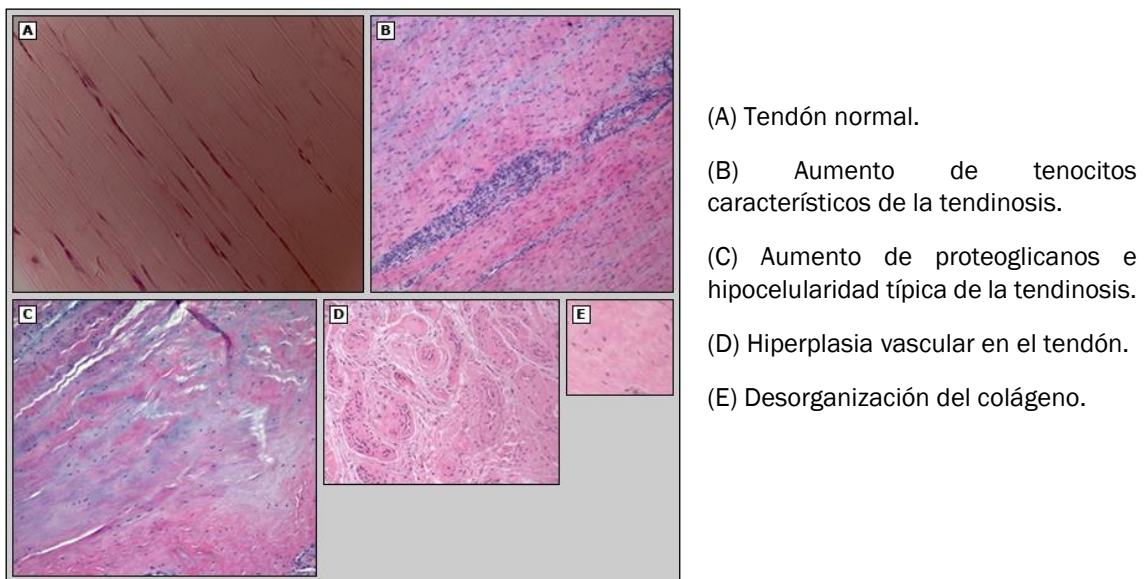 A
B
C
D
E
(A) Tendón normal.
(B) Aumento de tenocitos
característicos de la tendinosis.
(C) Aumento de proteoglicanos e
hipocelularidad típica de la tendinosis.
(D) Hiperplasia vascular en el tendón.
(E) Desorganización del colágeno.